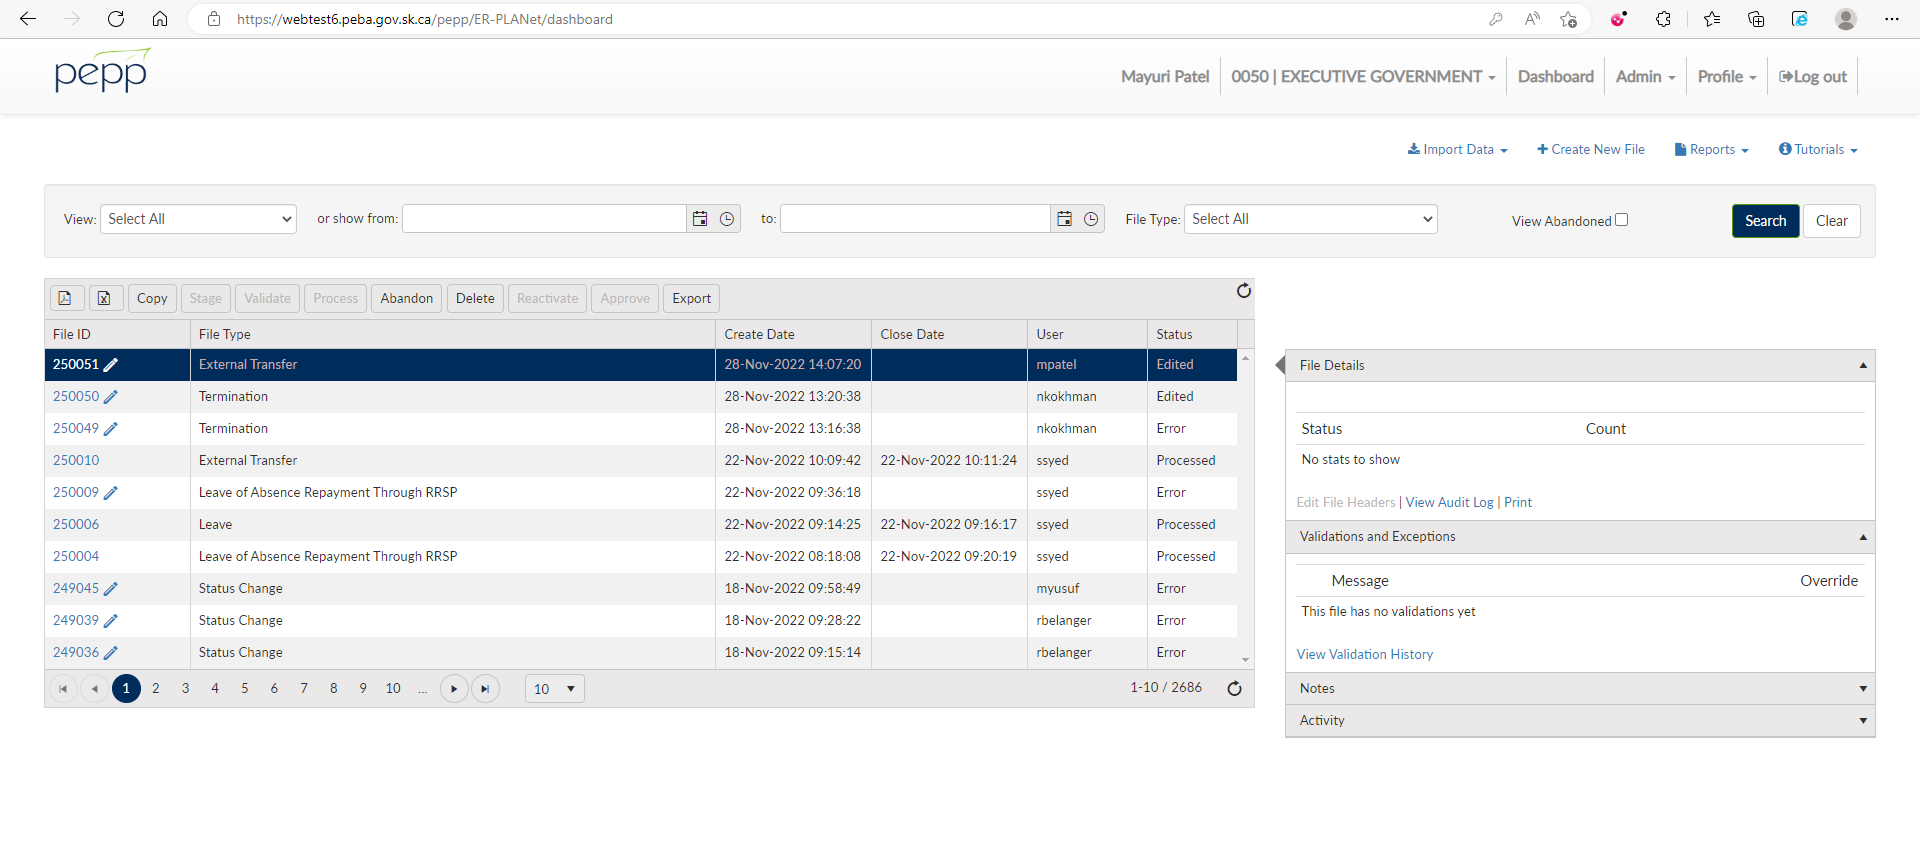 https://webtest6.peba.gov.sk.ca/pepp/ER-PLANet/dashboard
pepp
Mayuri Patel 0050 | EXECUTIVE GOVERNMENT Dashboard Admin Profile Log out
Import Data Create New File Reports Tutorials
View: Select All or show from: to: File Type: Select All View Abandoned Search Clear
Copy Stage Validate Process Abandon Delete Reactivate Approve Export
File ID File Type Create Date Close Date User Status
250051 External Transfer 28-Nov-2022 14:07:20 mpatel Edited
250050 Termination 28-Nov-2022 13:20:38 nkokhman Edited
250049 Termination 28-Nov-2022 13:16:38 nkokhman Error
250010 External Transfer 22-Nov-2022 10:09:42 22-Nov-2022 10:11:24 ssyed Processed
250009 Leave of Absence Repayment Through RRSP 22-Nov-2022 09:36:18 ssyed Error
250006 Leave 22-Nov-2022 09:14:25 22-Nov-2022 09:16:17 ssyed Processed
250004 Leave of Absence Repayment Through RRSP 22-Nov-2022 08:18:08 22-Nov-2022 09:20:19 ssyed Processed
249045 Status Change 18-Nov-2022 09:58:49 myusuf Error
249039 Status Change 18-Nov-2022 09:28:22 rbelanger Error
249036 Status Change 18-Nov-2022 09:15:14 rbelanger Error
1 2 3 4 5 6 7 8 9 10 ... 10 1-10 / 2686
File Details
Status Count
No stats to show
Edit File Headers | View Audit Log | Print
Validations and Exceptions
Message Override
This file has no validations yet
View Validation History
Notes
Activity